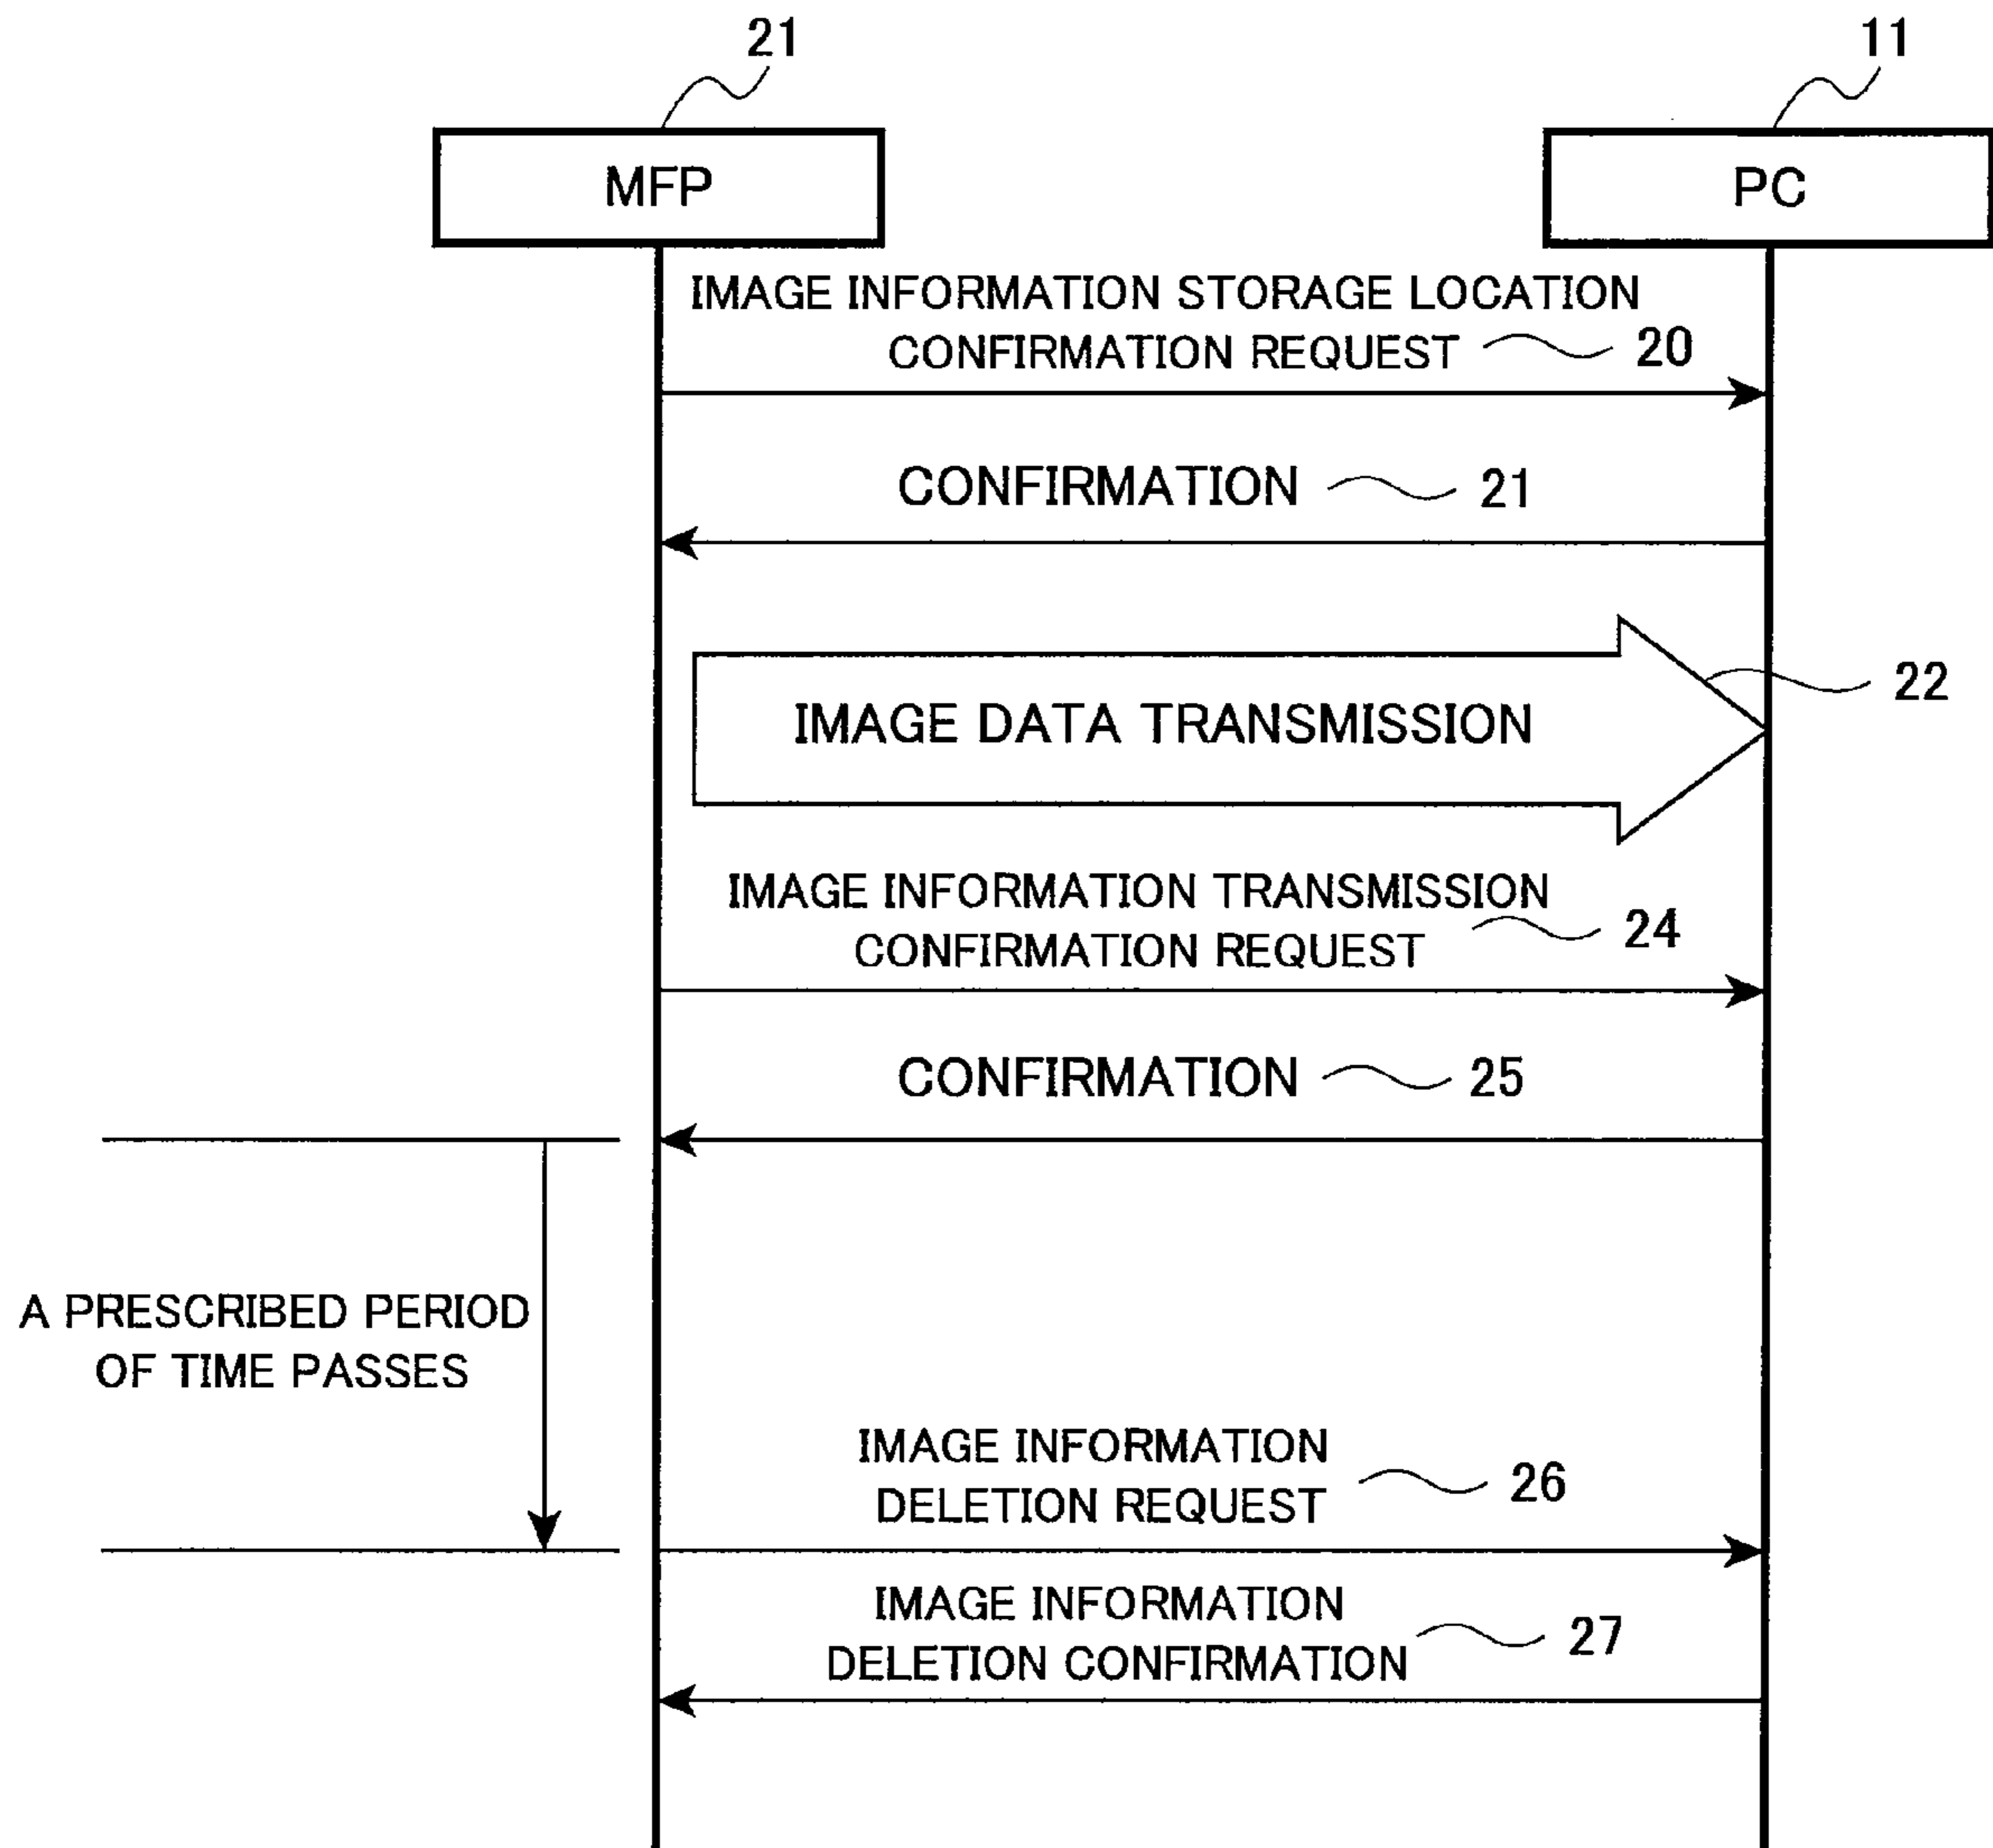 21
11
MFP
PC
IMAGE INFORMATION STORAGE LOCATION
CONFIRMATION REQUEST 20
CONFIRMATION 21
IMAGE DATA TRANSMISSION 22
IMAGE INFORMATION TRANSMISSION
CONFIRMATION REQUEST 24
CONFIRMATION 25
A PRESCRIBED PERIOD
OF TIME PASSES
IMAGE INFORMATION
DELETION REQUEST 26
IMAGE INFORMATION
DELETION CONFIRMATION 27